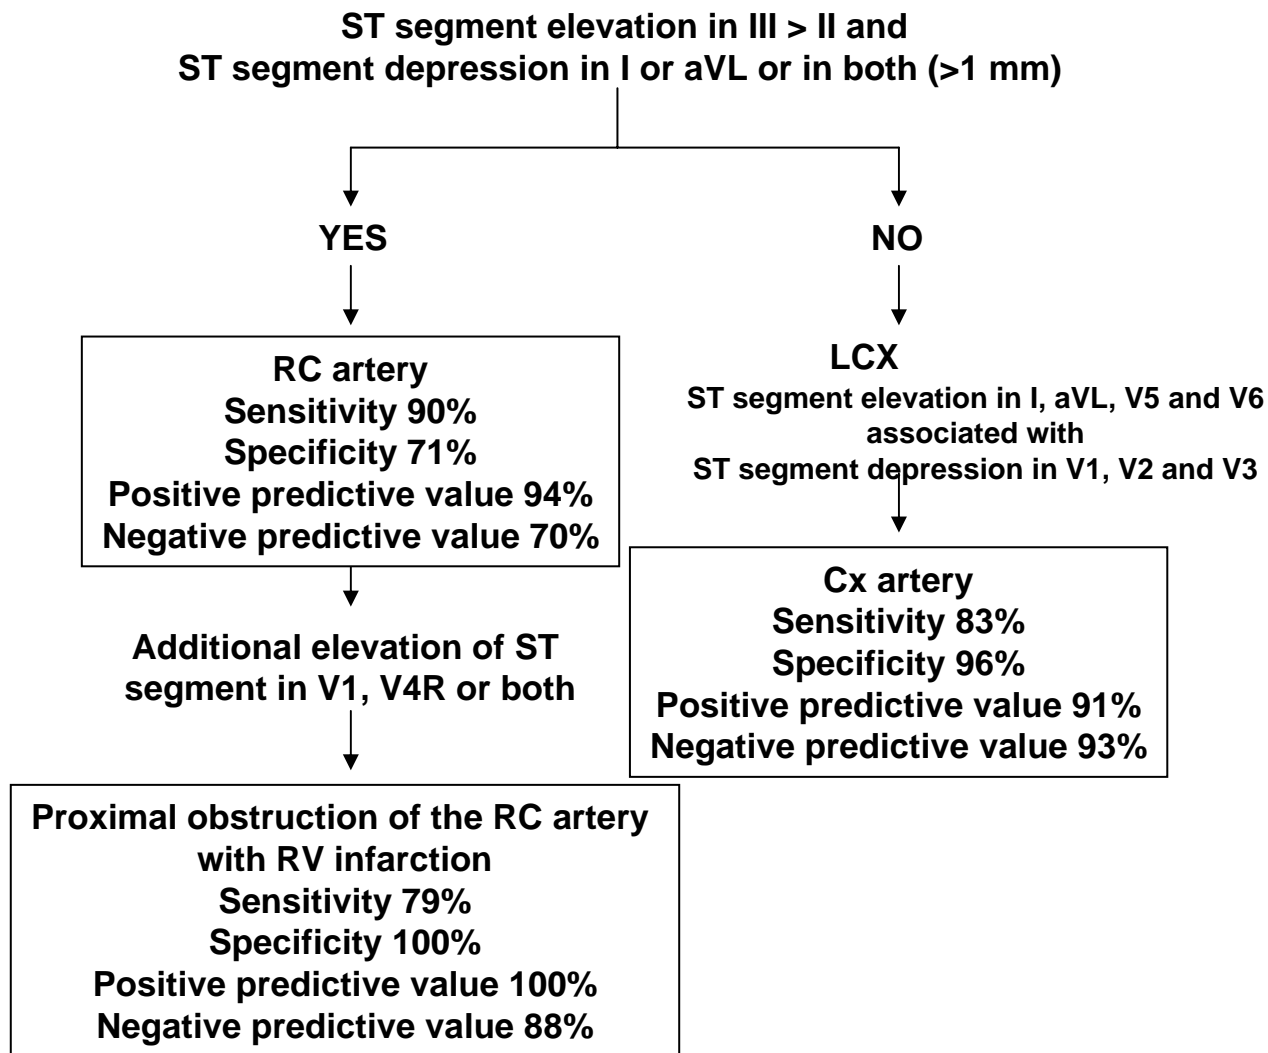 ST segment elevation in III > II and
ST segment depression in I or aVL or in both (>1 mm)
YES
NO
RC artery
Sensitivity 90%
Specificity 71%
Positive predictive value 94%
Negative predictive value 70%
LCX
ST segment elevation in I, aVL, V5 and V6
associated with
ST segment depression in V1, V2 and V3
Additional elevation of ST
segment in V1, V4R or both
Cx artery
Sensitivity 83%
Specificity 96%
Positive predictive value 91%
Negative predictive value 93%
Proximal obstruction of the RC artery
with RV infarction
Sensitivity 79%
Specificity 100%
Positive predictive value 100%
Negative predictive value 88%